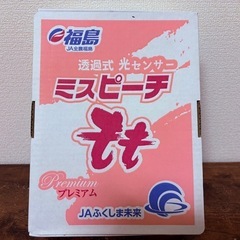 福島
JA全農福島
透過式 光センサー
ミスピーチ
もも
Premium
プレミアム
JAふくしま未来